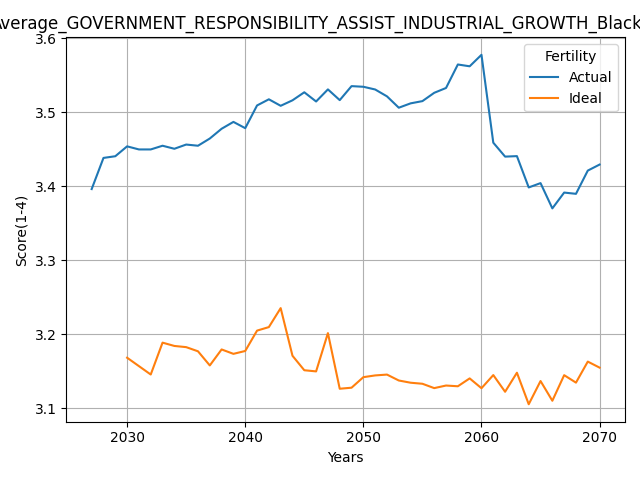 Average_GOVERNMENT_RESPONSIBILITY_ASSIST_INDUSTRIAL_GROWTH_Black
3.6
3.5
3.4
3.3
3.2
3.1
Score(1-4)
Fertility
Actual
Ideal
2030 2040 2050 2060 2070
Years